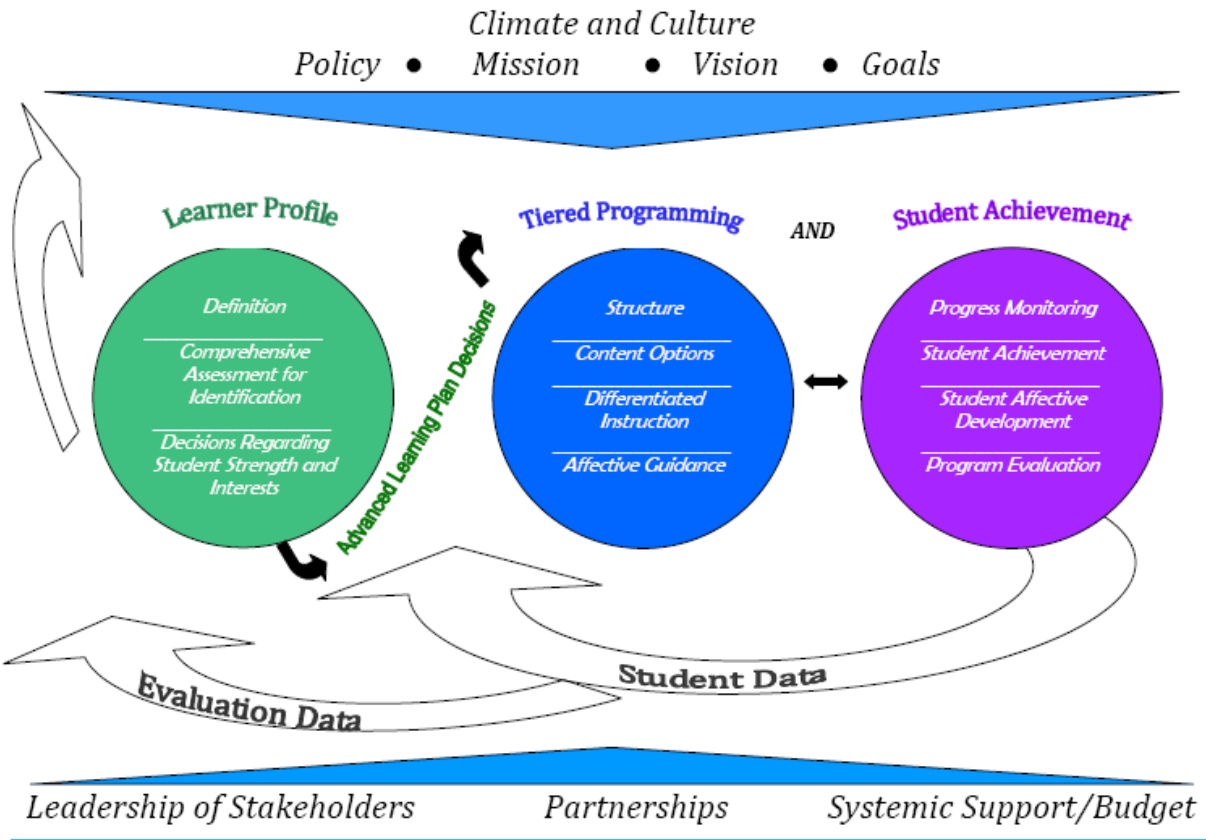 Climate and Culture
Policy • Mission • Vision • Goals
Learner Profile
Tiered Programming
AND
Student Achievement
Definition
Comprehensive
Assessment for
Identification
Decisions Regarding
Student Strength and
Interests
Advanced Learning Plan Decisions
Structure
Content Options
Differentiated
Instruction
Affective Guidance
Progress Monitoring
Student Achievement
Student Affective
Development
Program Evaluation
Student Data
Evaluation Data
Leadership of Stakeholders Partnerships Systemic Support/Budget